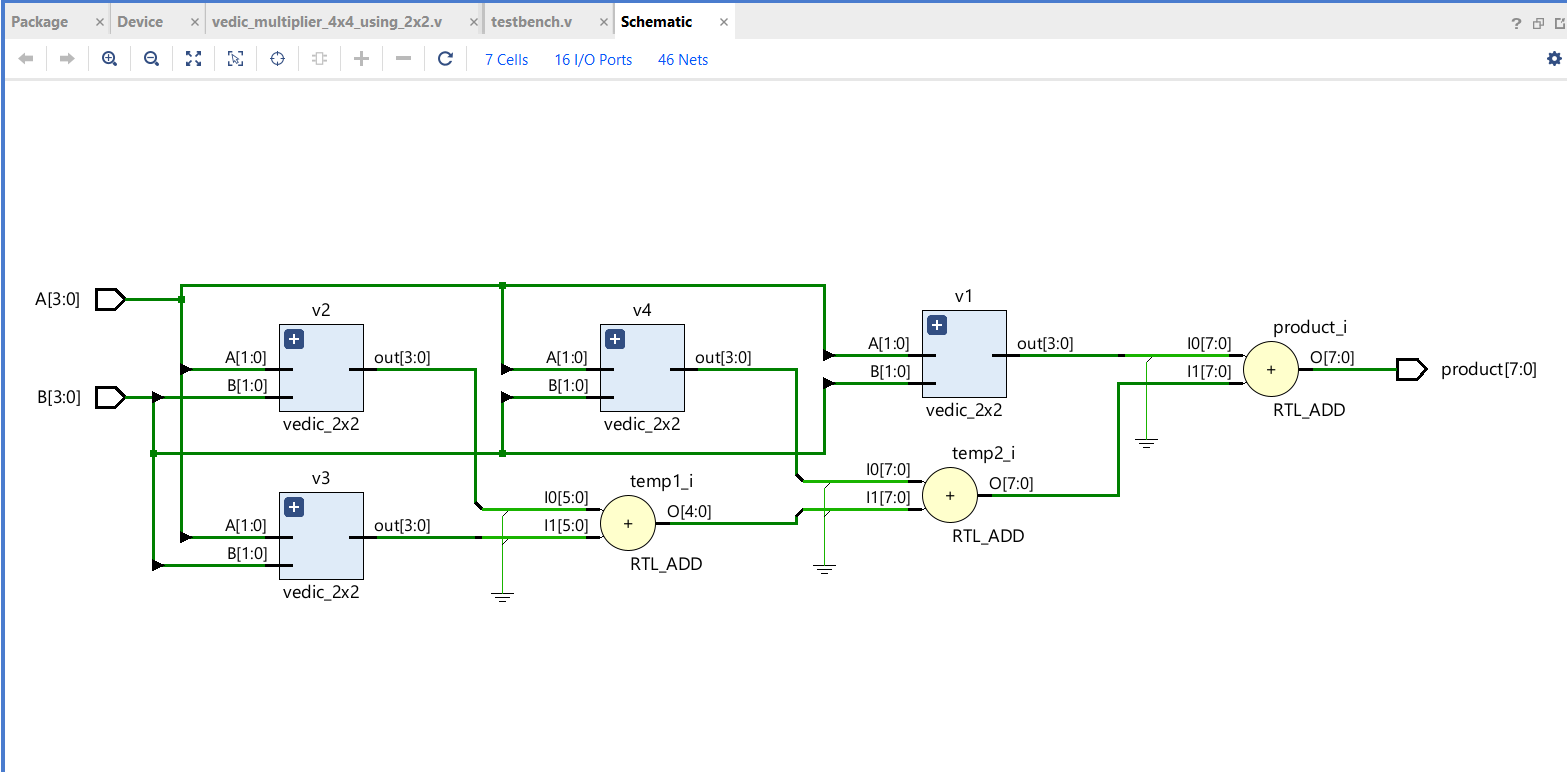 Package × Device × vedic_multiplier_4x4_using_2x2.v × testbench.v × Schematic × ?
7 Cells 16 I/O Ports 46 Nets
v1
A[3:0] v2 v4 product_i
A[1:0] out[3:0] I0[7:0]
A[1:0] out[3:0] A[1:0] out[3:0] B[1:0] I1[7:0] + O[7:0] product[7:0]
B[3:0] B[1:0] B[1:0] vedic_2x2 RTL_ADD
vedic_2x2 vedic_2x2
temp2_i
v3 temp1_i I0[7:0] O[7:0]
I0[5:0] O[4:0] I1[7:0] +
A[1:0] out[3:0] I1[5:0] + RTL_ADD
B[1:0] RTL_ADD
vedic_2x2